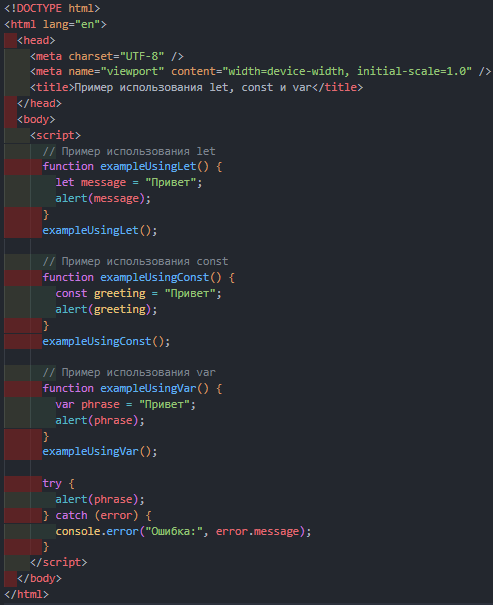 <!DOCTYPE html>
<html lang="en">
  <head>
    <meta charset="UTF-8" />
    <meta name="viewport" content="width=device-width, initial-scale=1.0" />
    <title>Пример использования let, const и var</title>
  </head>
  <body>
    <script>
      // Пример использования let
      function exampleUsingLet() {
        let message = "Привет";
        alert(message);
      }
      exampleUsingLet();

      // Пример использования const
      function exampleUsingConst() {
        const greeting = "Привет";
        alert(greeting);
      }
      exampleUsingConst();

      // Пример использования var
      function exampleUsingVar() {
        var phrase = "Привет";
        alert(phrase);
      }
      exampleUsingVar();

      try {
        alert(phrase);
      } catch (error) {
        console.error("Ошибка:", error.message);
      }
    </script>
  </body>
</html>